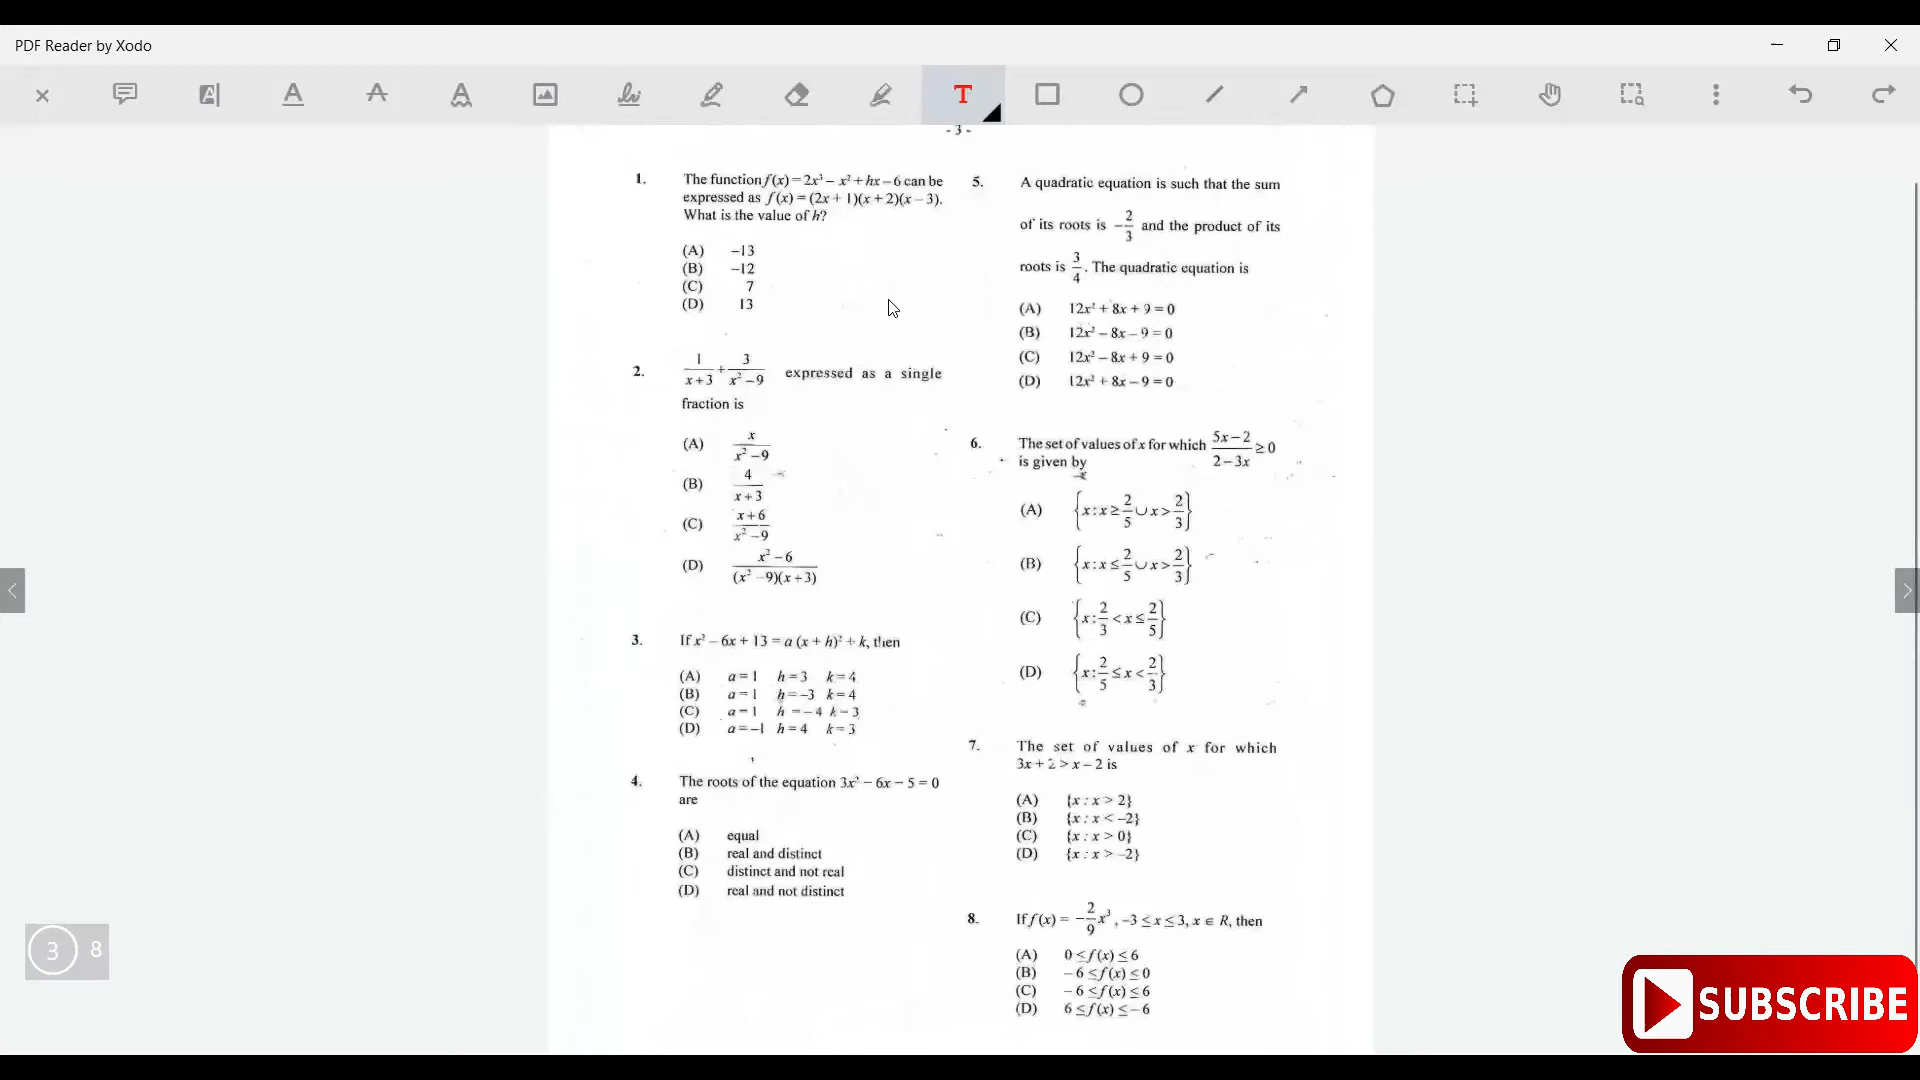 PDF Reader by Xodo
- 3 -
1. The function f(x) = 2x³ – x² + hx – 6 can be
expressed as f(x) = (2x + 1)(x + 2)(x – 3).
What is the value of h?
(A) –13
(B) –12
(C) 7
(D) 13
2. 1/(x+3) + 3/(x² – 9) expressed as a single
fraction is
(A) x/(x² – 9)
(B) 4/(x+3)
(C) (x+6)/(x² – 9)
(D) (x² – 6)/((x² – 9)(x+3))
3. If x² – 6x + 13 = a (x + h)² + k, then
(A) a = 1 h = 3 k = 4
(B) a = 1 h = –3 k = 4
(C) a = 1 h = – 4 k = 3
(D) a = –1 h = 4 k = 3
4. The roots of the equation 3x² – 6x – 5 = 0
are
(A) equal
(B) real and distinct
(C) distinct and not real
(D) real and not distinct
5. A quadratic equation is such that the sum
of its roots is –2/3 and the product of its
roots is 3/4. The quadratic equation is
(A) 12x² + 8x + 9 = 0
(B) 12x² – 8x – 9 = 0
(C) 12x² – 8x + 9 = 0
(D) 12x² + 8x – 9 = 0
6. The set of values of x for which (5x – 2)/(2 – 3x) ≥ 0
is given by
(A) {x : x ≥ 2/5 ∪ x > 2/3}
(B) {x : x ≤ 2/5 ∪ x > 2/3}
(C) {x : 2/3 < x ≤ 2/5}
(D) {x : 2/5 ≤ x < 2/3}
7. The set of values of x for which
3x + 2 > x – 2 is
(A) {x : x > 2}
(B) {x : x < –2}
(C) {x : x > 0}
(D) {x : x > –2}
8. If f (x) = –2/9 x³, –3 ≤ x ≤ 3, x ∈ R, then
(A) 0 ≤ f(x) ≤ 6
(B) – 6 ≤ f(x) ≤ 0
(C) – 6 ≤ f(x) ≤ 6
(D) 6 ≤ f(x) ≤ – 6
3 8
SUBSCRIBE